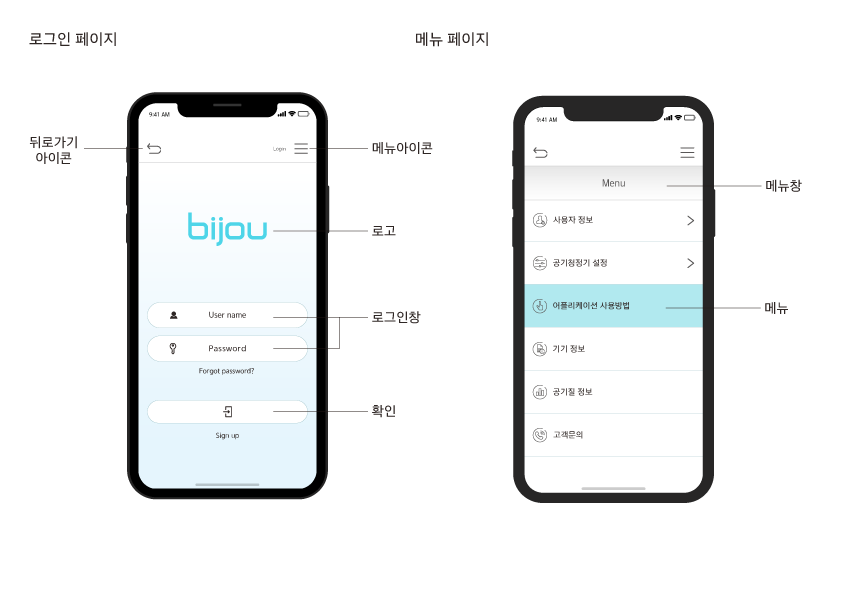 로그인 페이지
메뉴 페이지
9:41 AM
뒤로가기
아이콘
Login
메뉴아이콘
bijou
로고
User name
로그인창
Password
Forgot password?
확인
Sign up
9:41 AM
Menu
메뉴창
사용자 정보
공기청정기 설정
어플리케이션 사용방법
메뉴
기기 정보
공기질 정보
고객문의